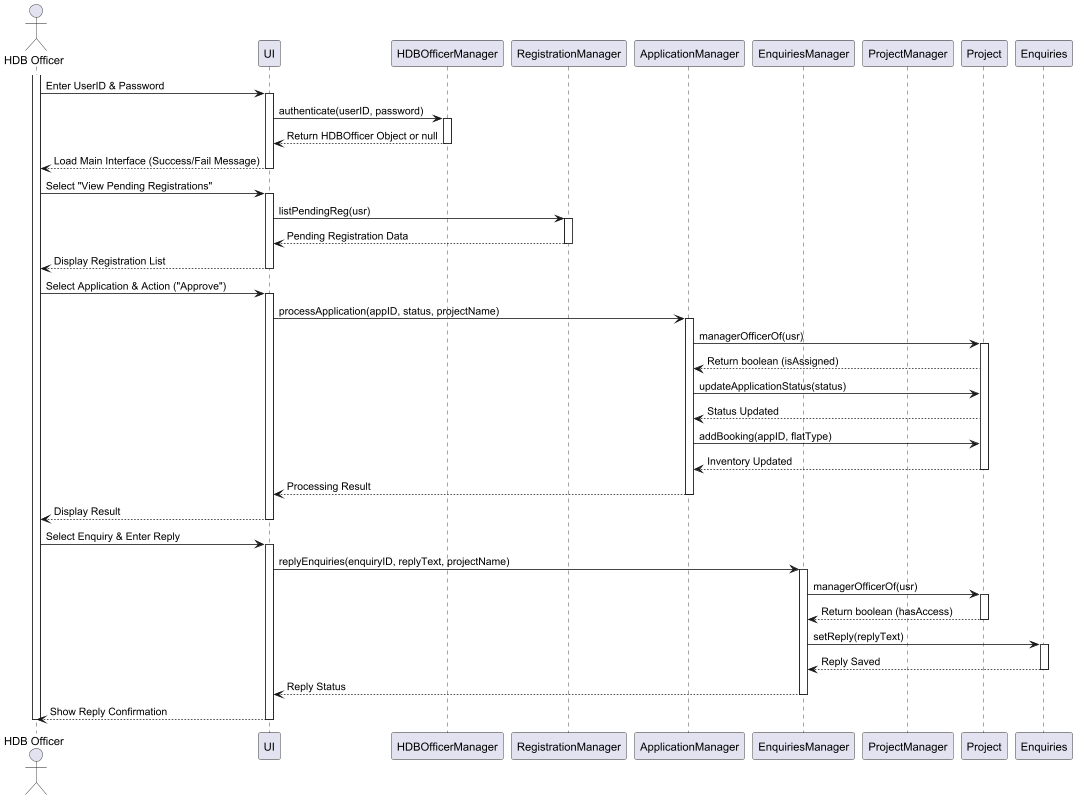 HDB Officer
UI
HDBOfficerManager
RegistrationManager
ApplicationManager
EnquiriesManager
ProjectManager
Project
Enquiries
Enter UserID & Password
authenticate(userID, password)
Return HDBOfficer Object or null
Load Main Interface (Success/Fail Message)
Select "View Pending Registrations"
listPendingReg(usr)
Pending Registration Data
Display Registration List
Select Application & Action ("Approve")
processApplication(appID, status, projectName)
managerOfficerOf(usr)
Return boolean (isAssigned)
updateApplicationStatus(status)
Status Updated
addBooking(appID, flatType)
Inventory Updated
Processing Result
Display Result
Select Enquiry & Enter Reply
replyEnquiries(enquiryID, replyText, projectName)
managerOfficerOf(usr)
Return boolean (hasAccess)
setReply(replyText)
Reply Saved
Reply Status
Show Reply Confirmation
HDB Officer
UI
HDBOfficerManager
RegistrationManager
ApplicationManager
EnquiriesManager
ProjectManager
Project
Enquiries